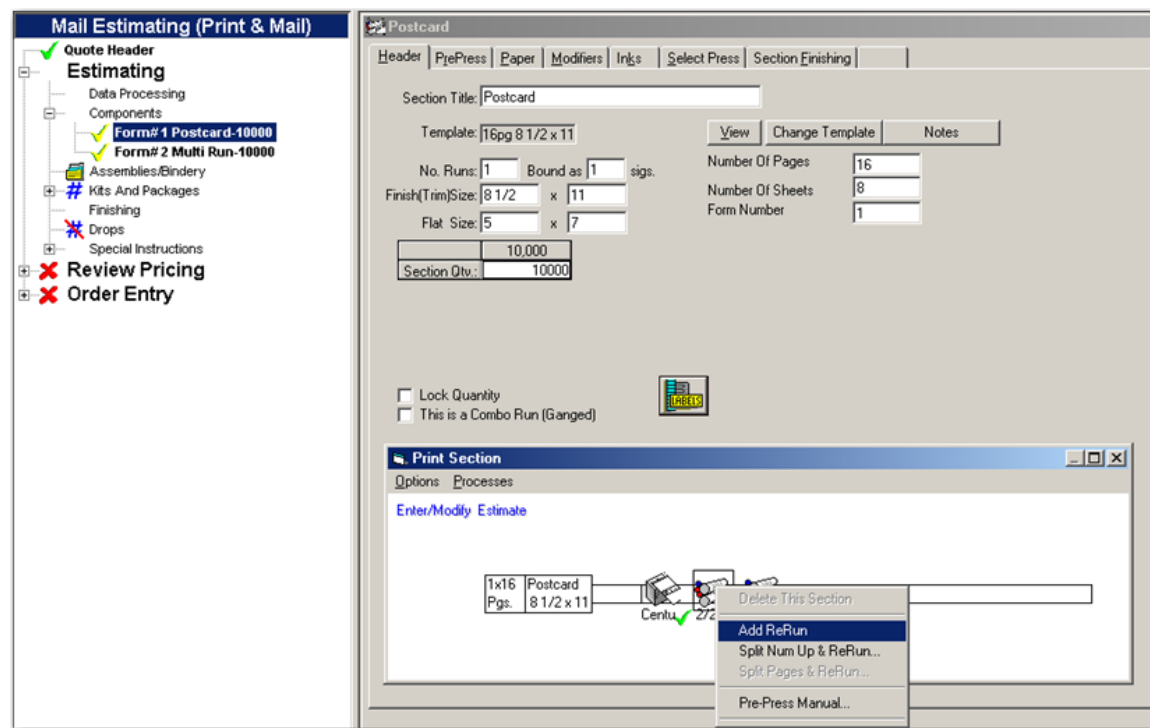 Mail Estimating (Print & Mail)
Quote Header
Estimating
Data Processing
Components
Form# 1 Postcard-10000
Form# 2 Multi Run-10000
Assemblies/Bindery
Kits And Packages
Finishing
Drops
Special Instructions
Review Pricing
Order Entry
Postcard
Header PrePress Paper Modifiers Inks Select Press Section Finishing
Section Title: Postcard
Template: 16pg 8 1/2 x 11 View Change Template Notes
No. Runs: 1 Bound as 1 sigs. Number Of Pages 16
Finish(Trim)Size: 8 1/2 x 11 Number Of Sheets 8
Flat Size: 5 x 7 Form Number 1
10,000
Section Qty.: 10000
Lock Quantity
LABELS
This is a Combo Run (Ganged)
Print Section
Options Processes
Enter/Modify Estimate
1x16 Postcard
Pgs. 8 1/2 x 11
Centu 2/2
Delete This Section
Add ReRun
Split Num Up & ReRun...
Split Pages & ReRun...
Pre-Press Manual...